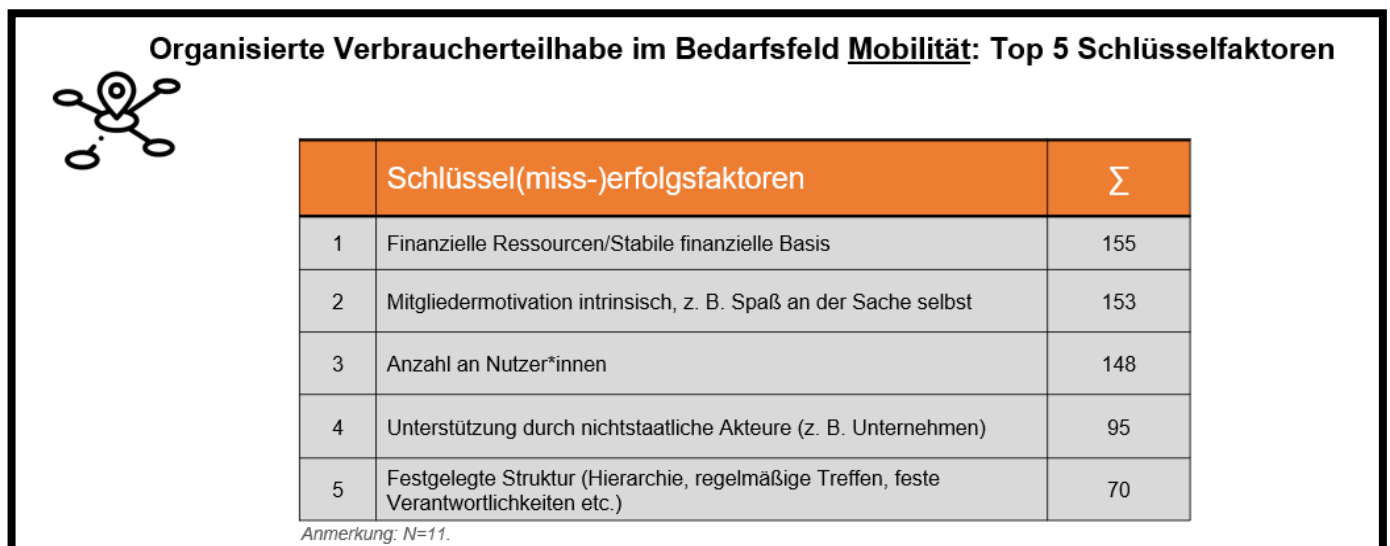 Organisierte Verbraucherteilhabe im Bedarfsfeld Mobilität: Top 5 Schlüsselfaktoren
Schlüssel(miss-)erfolgsfaktoren ∑
1 Finanzielle Ressourcen/Stabile finanzielle Basis 155
2 Mitgliedermotivation intrinsisch, z. B. Spaß an der Sache selbst 153
3 Anzahl an Nutzer*innen 148
4 Unterstützung durch nichtstaatliche Akteure (z. B. Unternehmen) 95
5 Festgelegte Struktur (Hierarchie, regelmäßige Treffen, feste
Verantwortlichkeiten etc.) 70
Anmerkung: N=11.